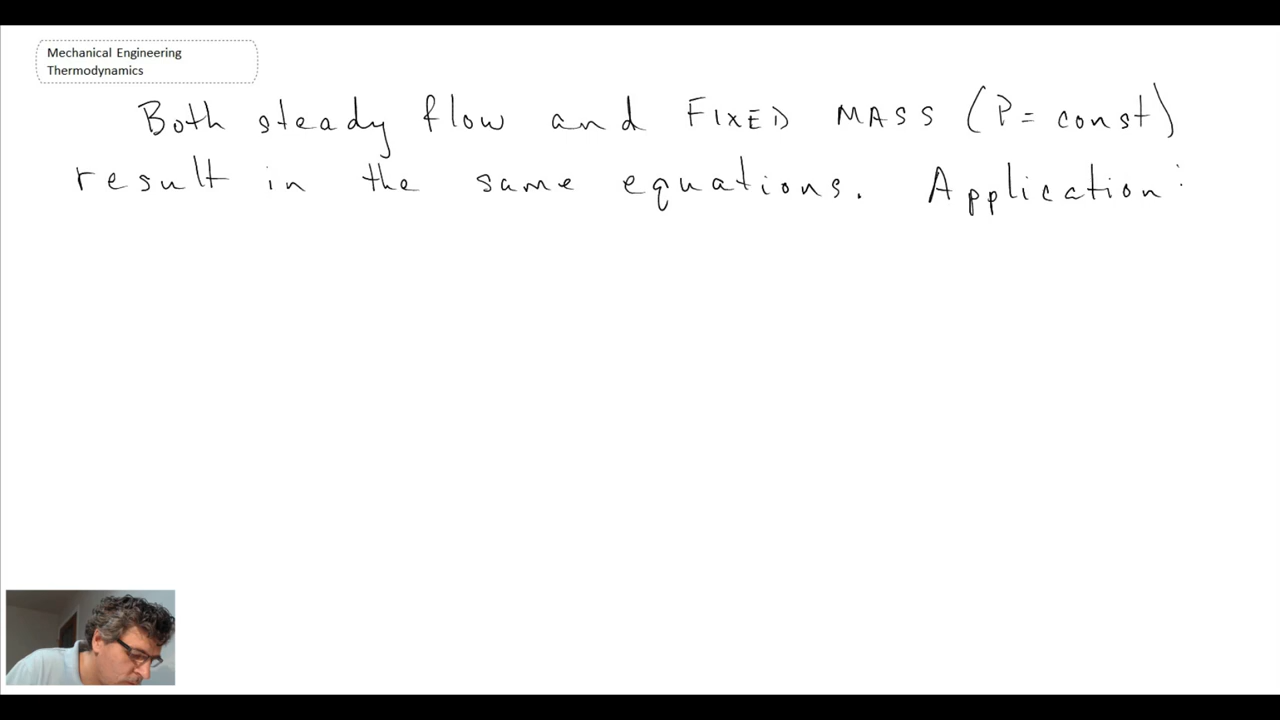 Mechanical Engineering
Thermodynamics
Both steady flow and FIXED MASS (P = const)
result in the same equations. Application: